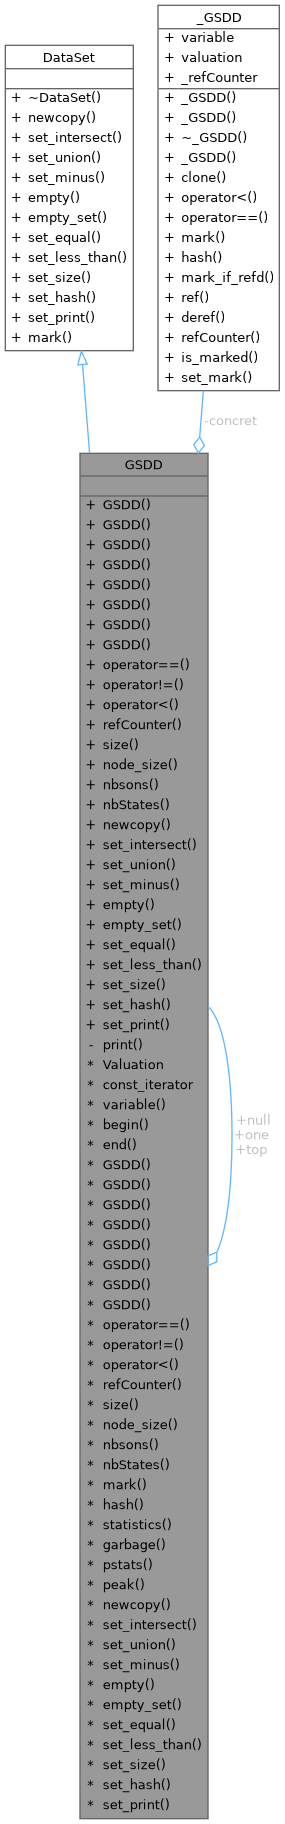 DataSet
+ ~DataSet()
+ newcopy()
+ set_intersect()
+ set_union()
+ set_minus()
+ empty()
+ empty_set()
+ set_equal()
+ set_less_than()
+ set_size()
+ set_hash()
+ set_print()
+ mark()
_GSDD
+ variable
+ valuation
+ _refCounter
+ _GSDD()
+ _GSDD()
+ ~_GSDD()
+ _GSDD()
+ clone()
+ operator<()
+ operator==()
+ mark()
+ hash()
+ mark_if_refd()
+ ref()
+ deref()
+ refCounter()
+ is_marked()
+ set_mark()
-concret
GSDD
+ GSDD()
+ GSDD()
+ GSDD()
+ GSDD()
+ GSDD()
+ GSDD()
+ GSDD()
+ GSDD()
+ operator==()
+ operator!=()
+ operator<()
+ refCounter()
+ size()
+ node_size()
+ nbsons()
+ nbStates()
+ newcopy()
+ set_intersect()
+ set_union()
+ set_minus()
+ empty()
+ empty_set()
+ set_equal()
+ set_less_than()
+ set_size()
+ set_hash()
+ set_print()
- print()
* Valuation
* const_iterator
* variable()
* begin()
* end()
* GSDD()
* GSDD()
* GSDD()
* GSDD()
* GSDD()
* GSDD()
* GSDD()
* GSDD()
* operator==()
* operator!=()
* operator<()
* refCounter()
* size()
* node_size()
* nbsons()
* nbStates()
* mark()
* hash()
* statistics()
* garbage()
* pstats()
* peak()
* newcopy()
* set_intersect()
* set_union()
* set_minus()
* empty()
* empty_set()
* set_equal()
* set_less_than()
* set_size()
* set_hash()
* set_print()
+null
+one
+top